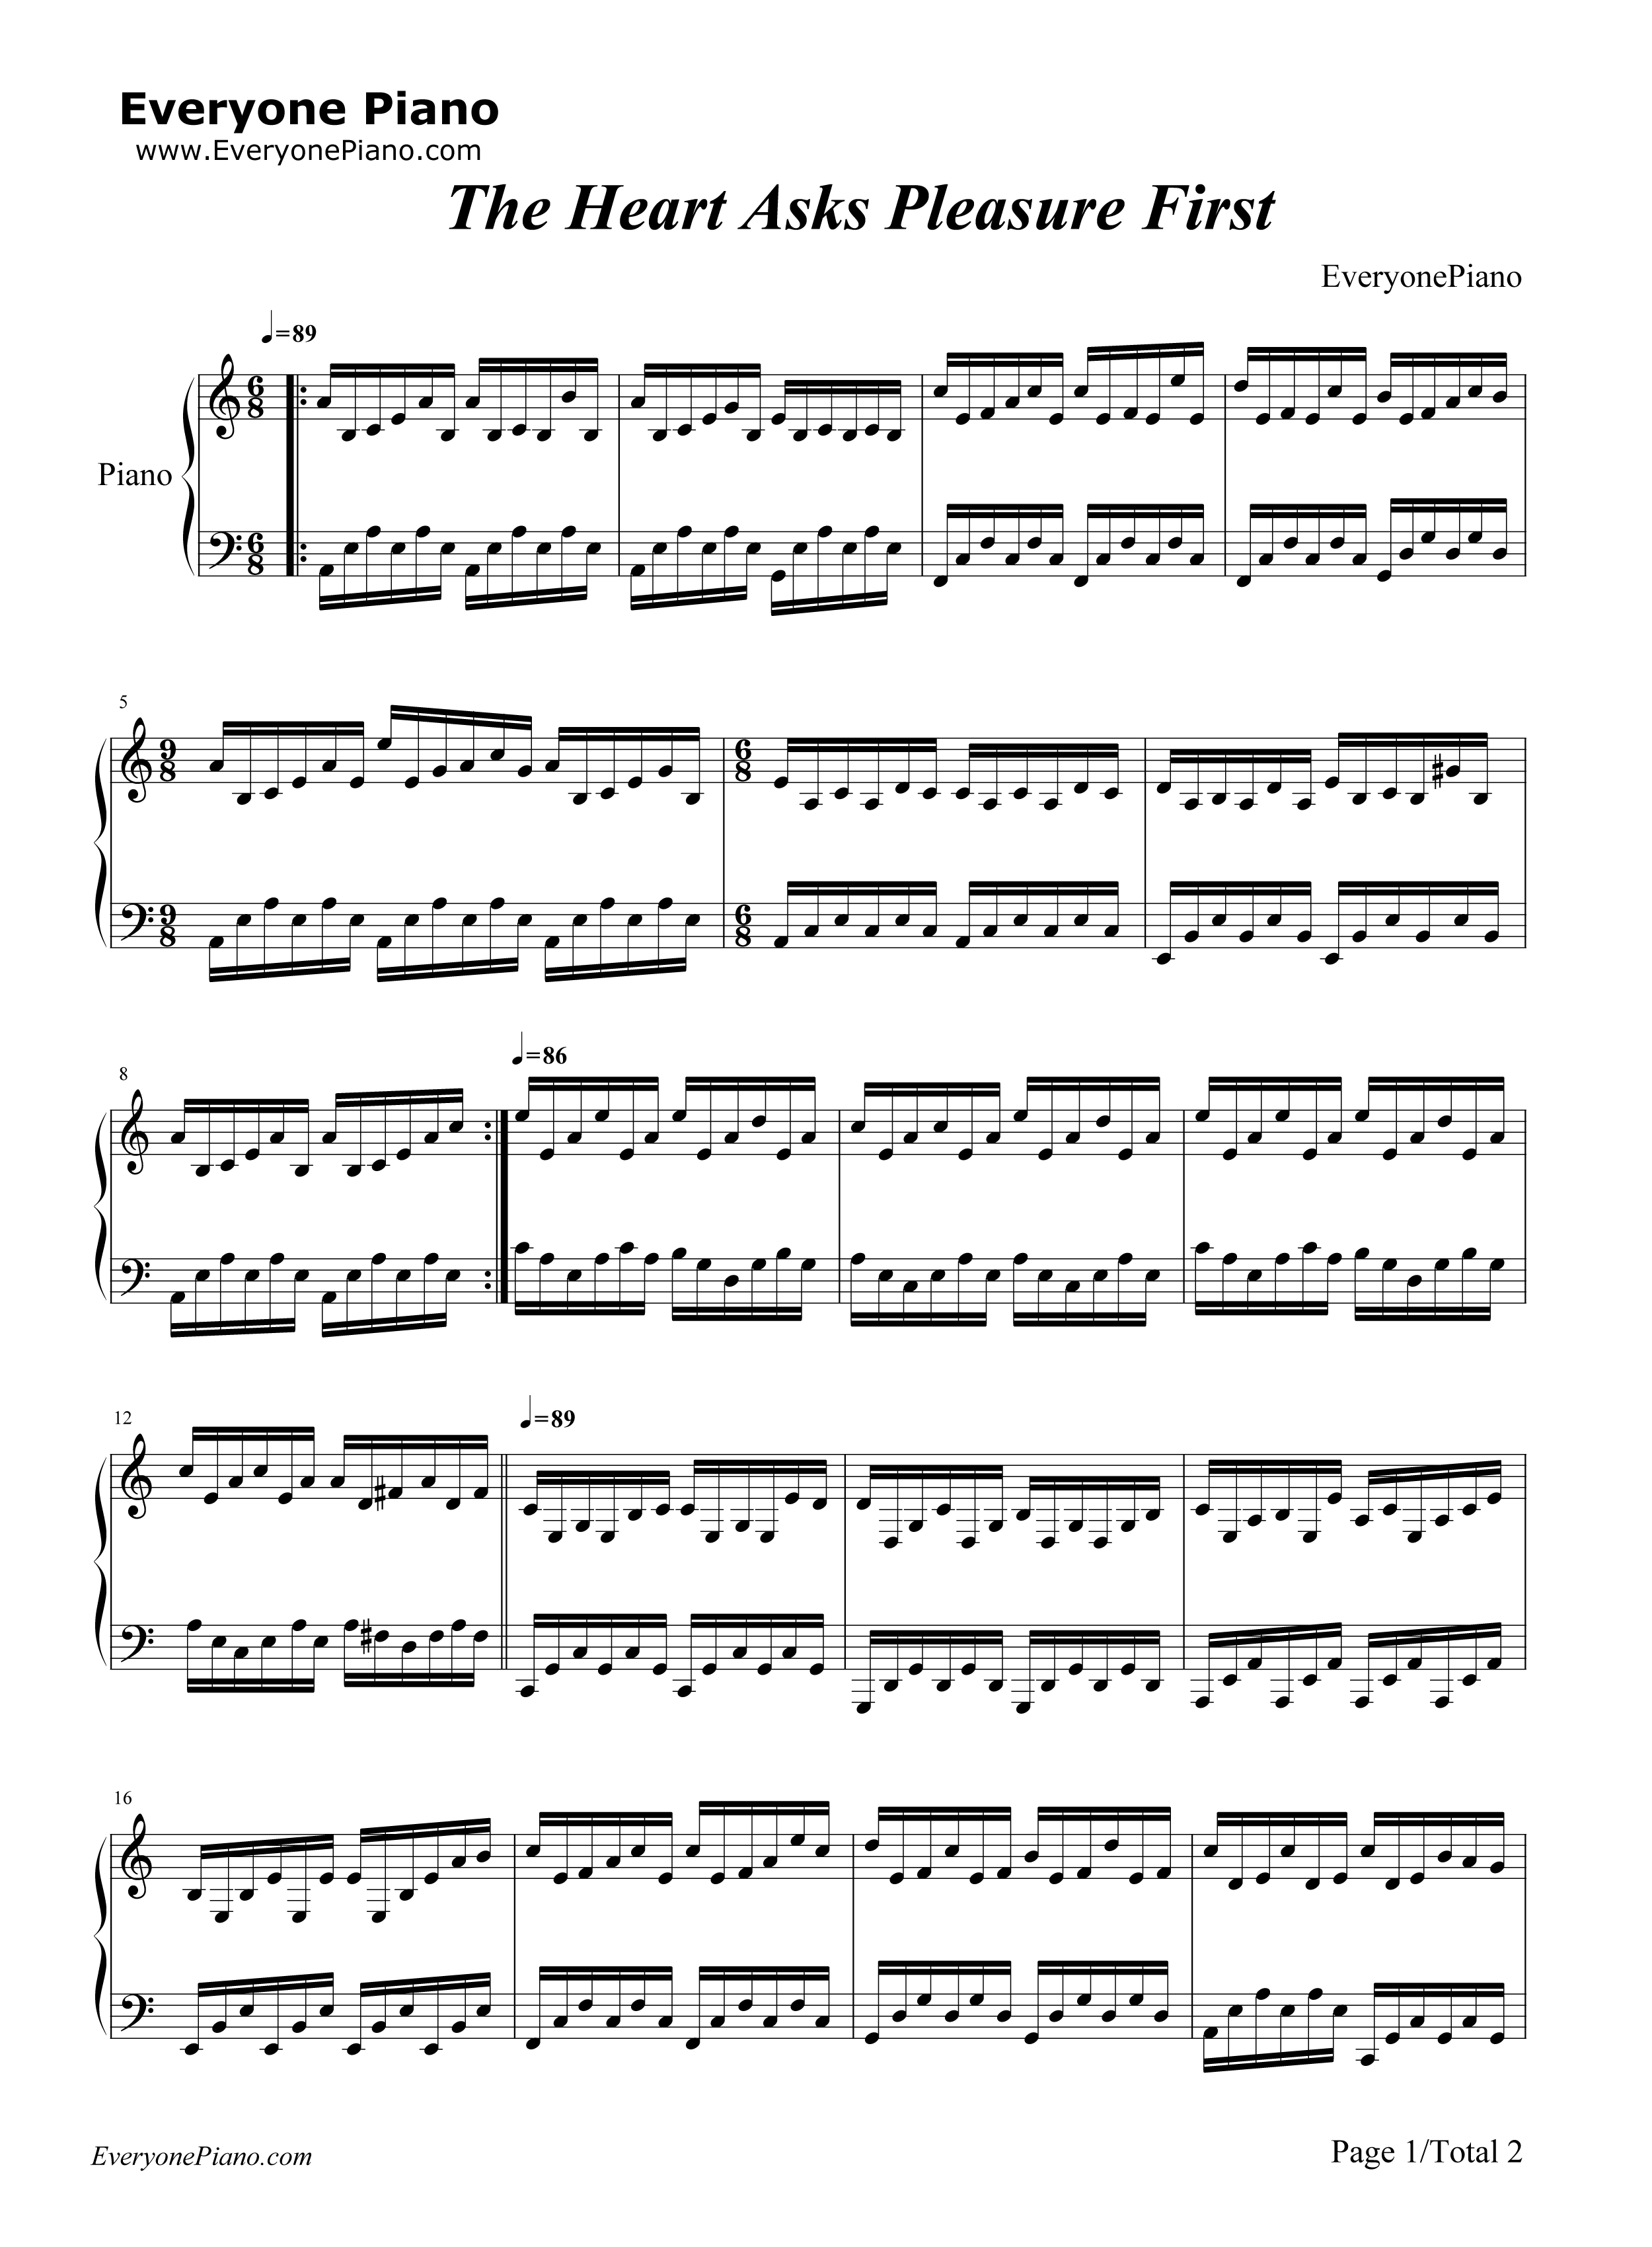 Everyone Piano
www.EveryonePiano.com
The Heart Asks Pleasure First
EveryonePiano
♩=89
Piano
6/8
6/8
5
9/8
6/8
9/8
6/8
8
♩=86
12
♩=89
16
EveryonePiano.com
Page 1/Total 2